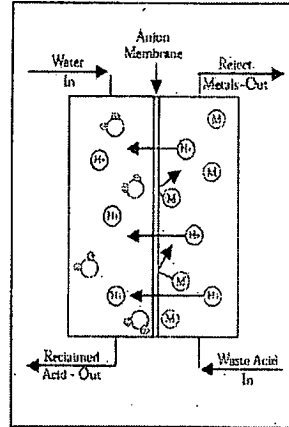 Anion
Membrane
Water
In
Reject
Metals-Out
M
M
M
M
M
Reclaimed
Acid - Out
Waste Acid
In